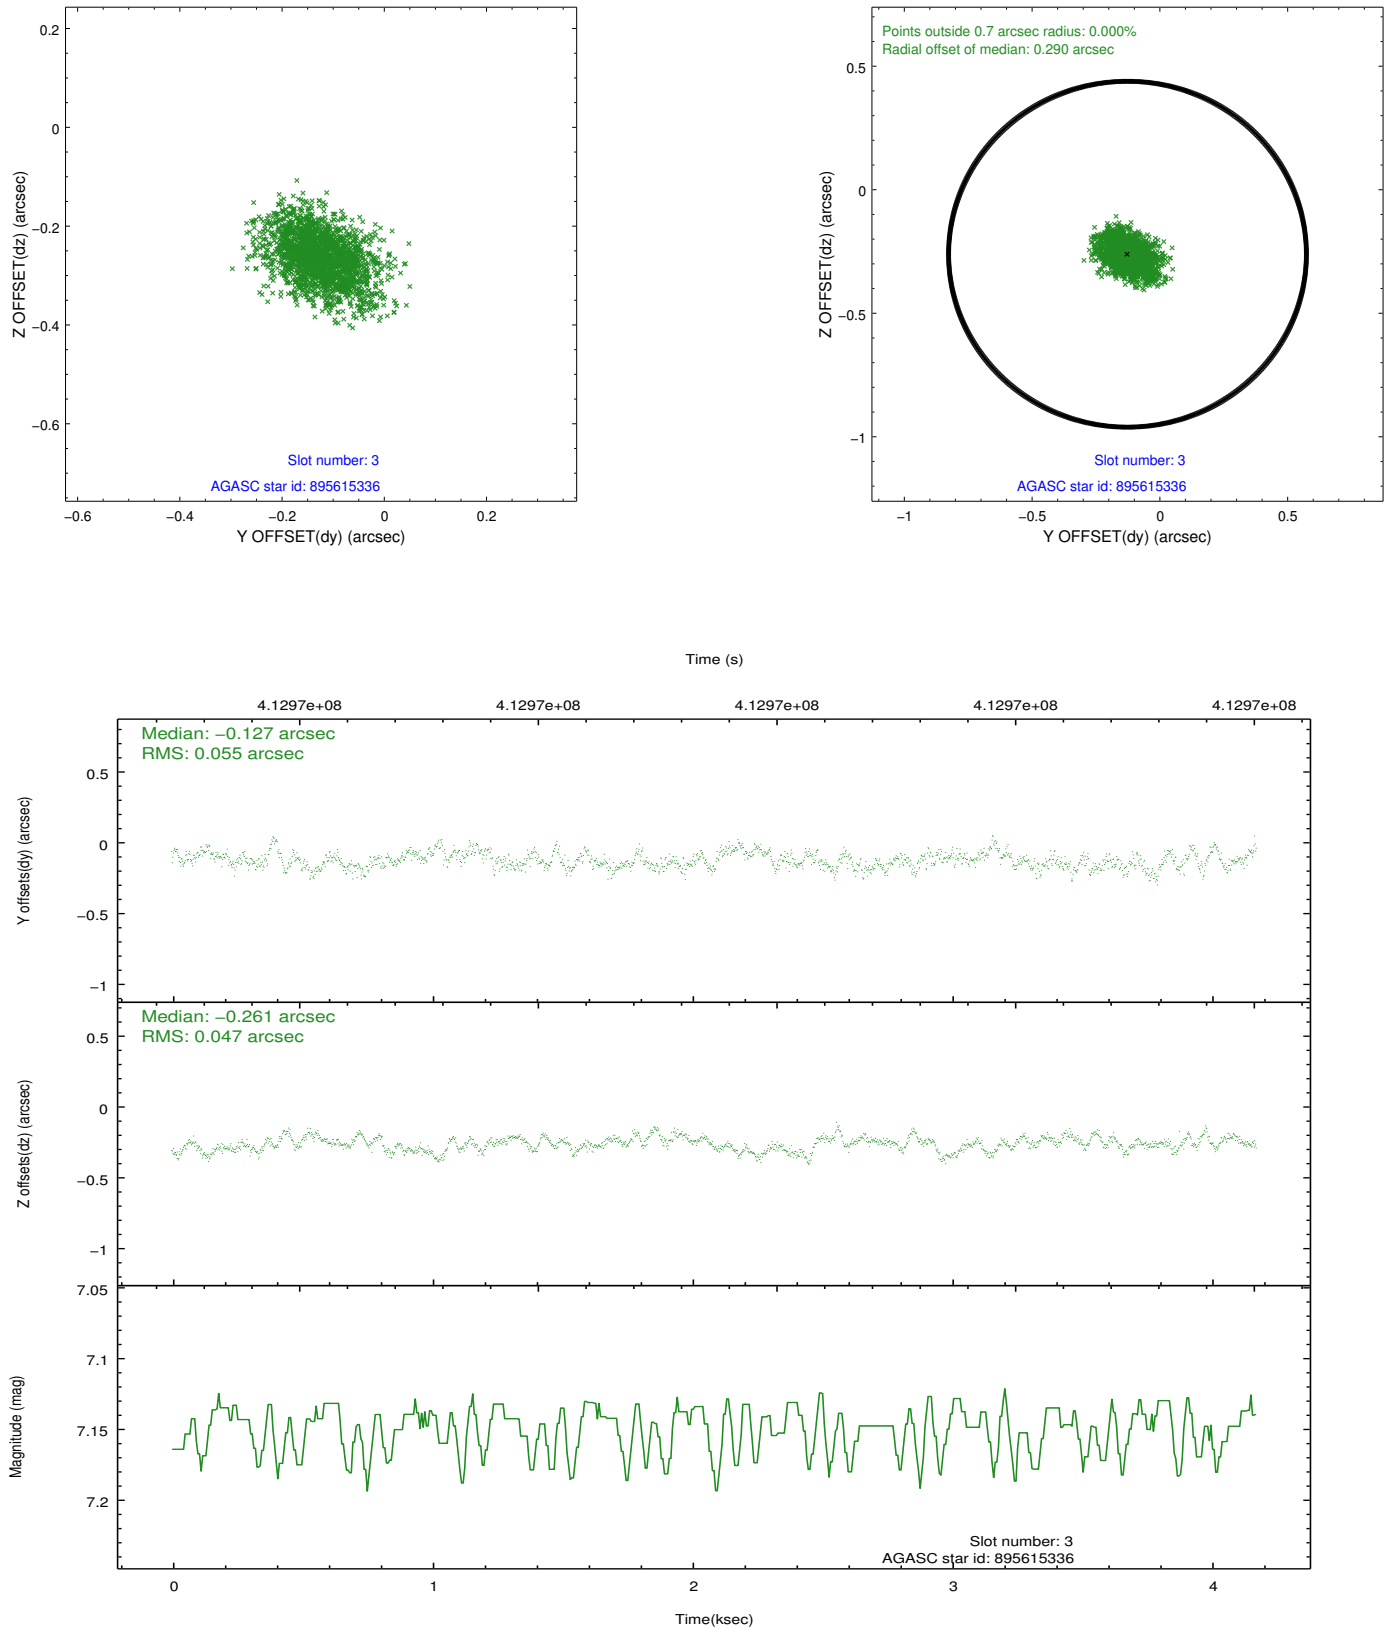 0.2
0
−0.2
−0.4
−0.6
Z OFFSET(dz) (arcsec)
Slot number: 3
AGASC star id: 895615336
−0.6
−0.4
−0.2
0
0.2
Y OFFSET(dy) (arcsec)
Points outside 0.7 arcsec radius: 0.000%
Radial offset of median: 0.290 arcsec
0.5
0
−0.5
−1
Z OFFSET(dz) (arcsec)
Slot number: 3
AGASC star id: 895615336
−1
−0.5
0
0.5
Y OFFSET(dy) (arcsec)
Time (s)
4.1297e+08
4.1297e+08
4.1297e+08
4.1297e+08
4.1297e+08
Median: −0.127 arcsec
RMS: 0.055 arcsec
0.5
0
−0.5
−1
Y offsets(dy) (arcsec)
Median: −0.261 arcsec
RMS: 0.047 arcsec
0.5
0
−0.5
−1
Z offsets(dz) (arcsec)
7.05
7.1
7.15
7.2
Magnitude (mag)
Slot number: 3
AGASC star id: 895615336
0
1
2
3
4
Time(ksec)